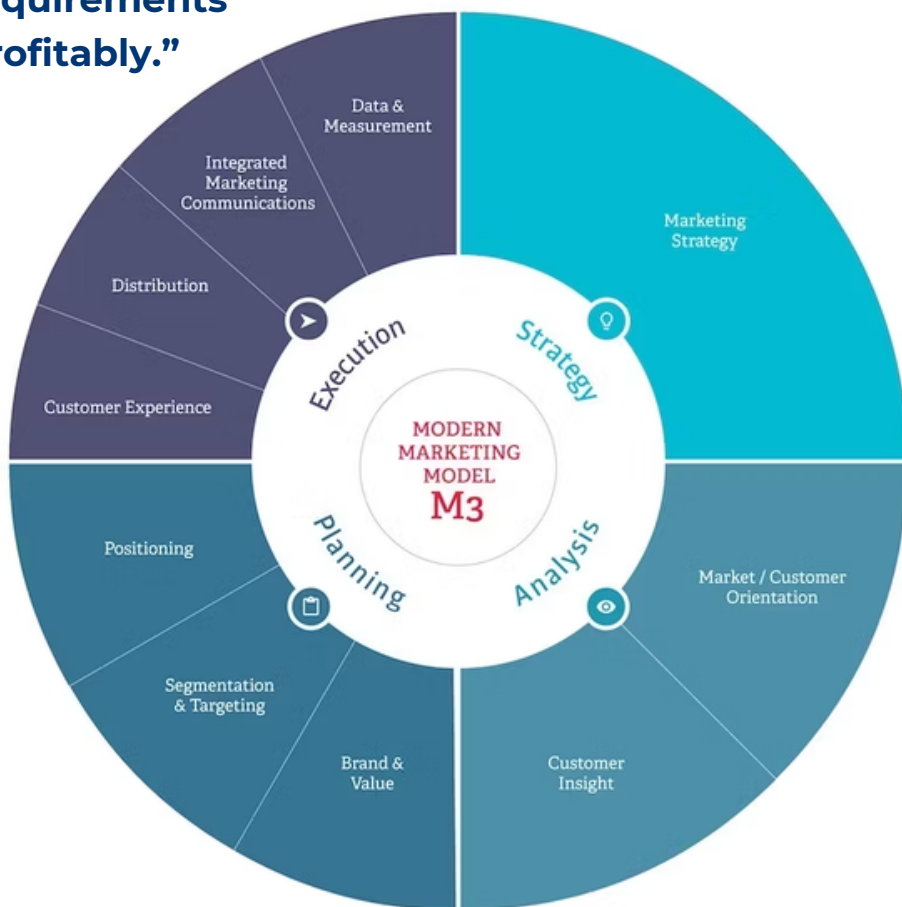 quirements
rofitably.”
Data &
Measurement
Integrated
Marketing
Communications
Distribution
Customer Experience
Marketing
Strategy
Execution
Strategy
MODERN
MARKETING
MODEL
M3
Planning
Analysis
Positioning
Segmentation
& Targeting
Brand &
Value
Market / Customer
Orientation
Customer
Insight